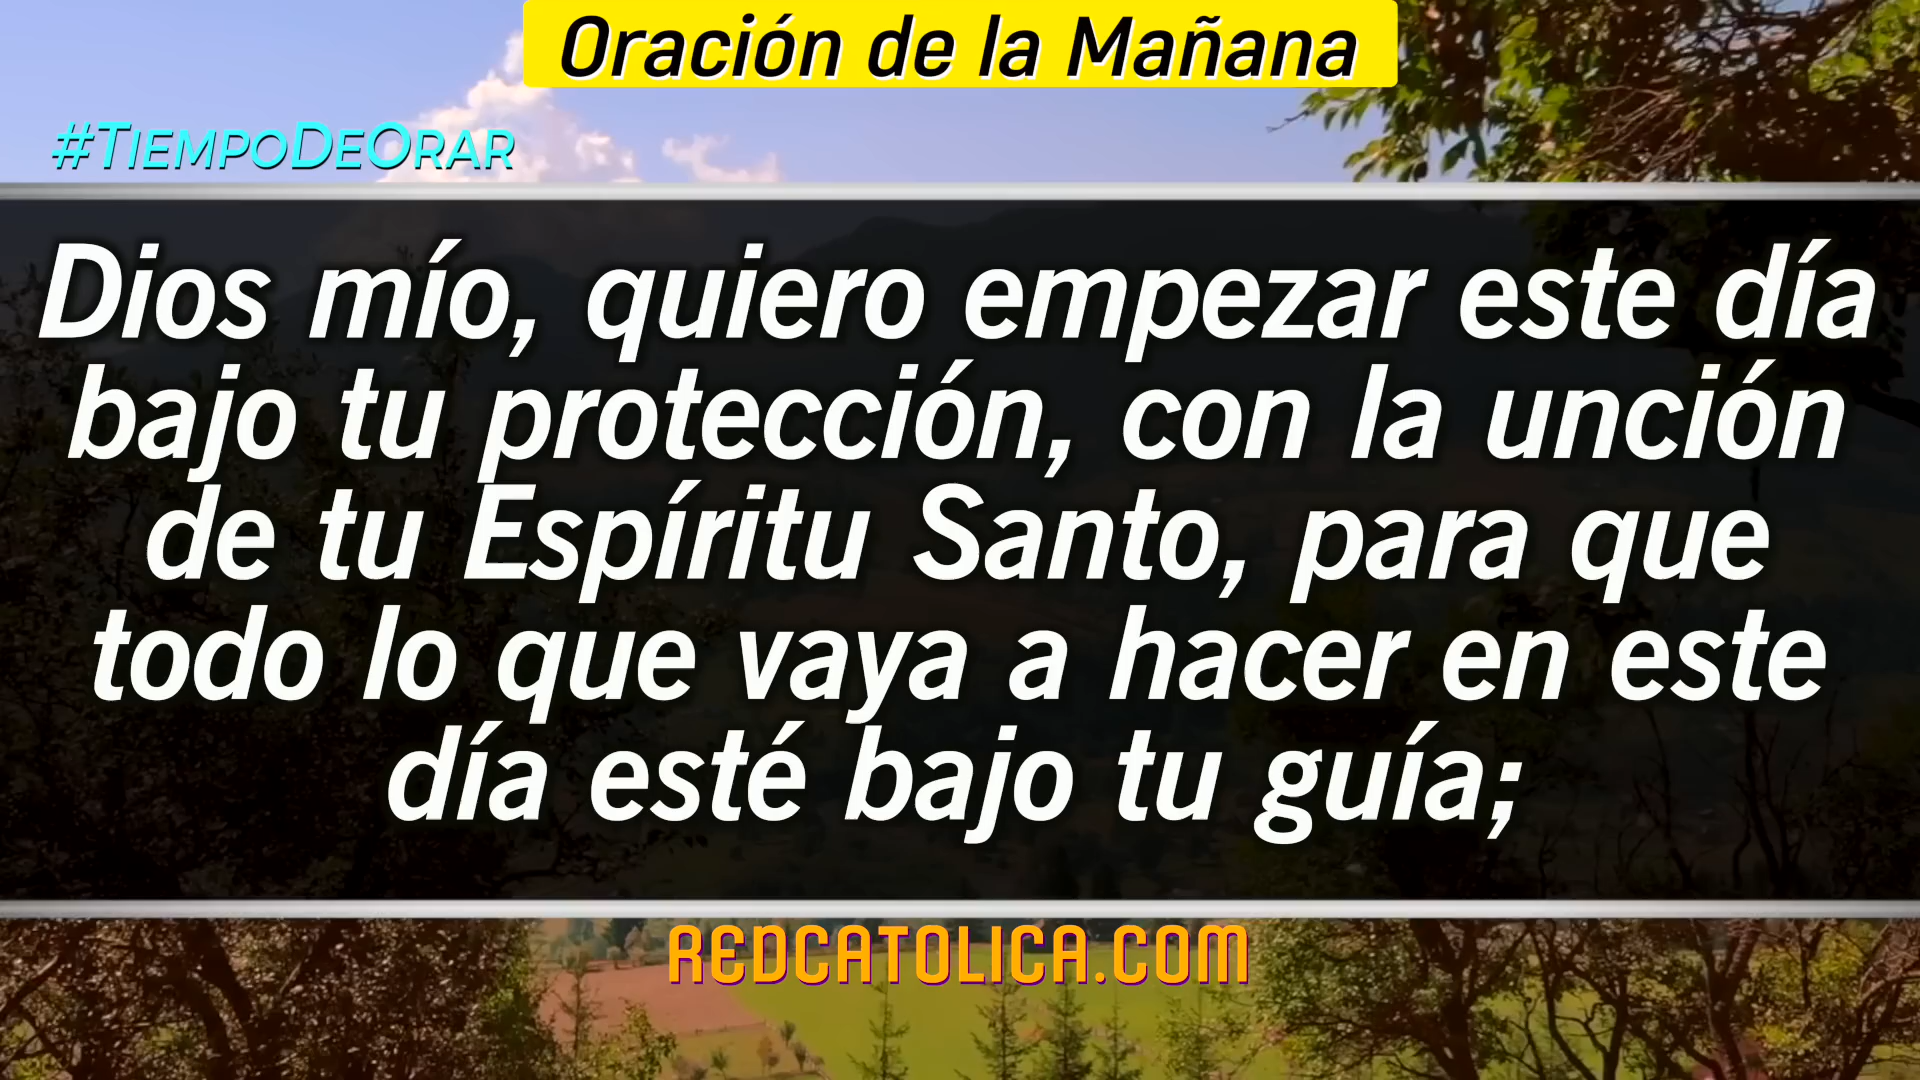 Oración de la Mañana
#TiempoDeOrar
Dios mío, quiero empezar este día
bajo tu protección, con la unción
de tu Espíritu Santo, para que
todo lo que vaya a hacer en este
día esté bajo tu guía;
REDCATOLICA.COM